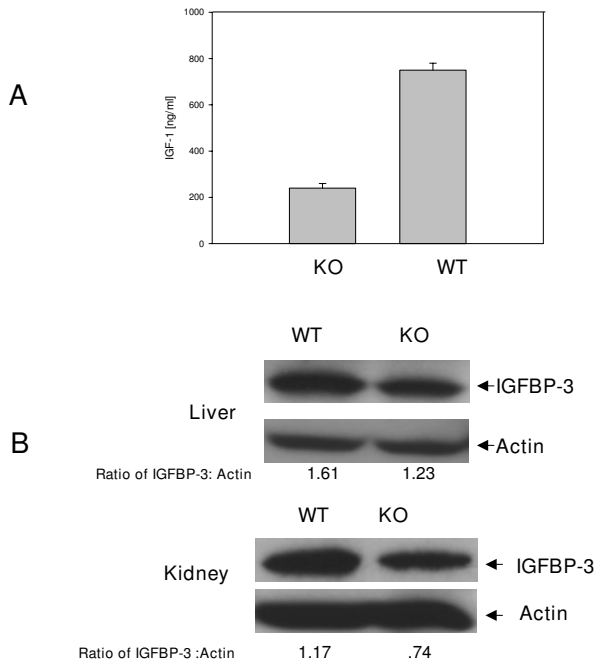 A
1000
800
600
400
200
0
IGF-1 [ng/ml]
KO WT
B
WT KO
Liver
IGFBP-3
Actin
Ratio of IGFBP-3: Actin 1.61 1.23
WT KO
Kidney
IGFBP-3
Actin
Ratio of IGFBP-3 :Actin 1.17 .74